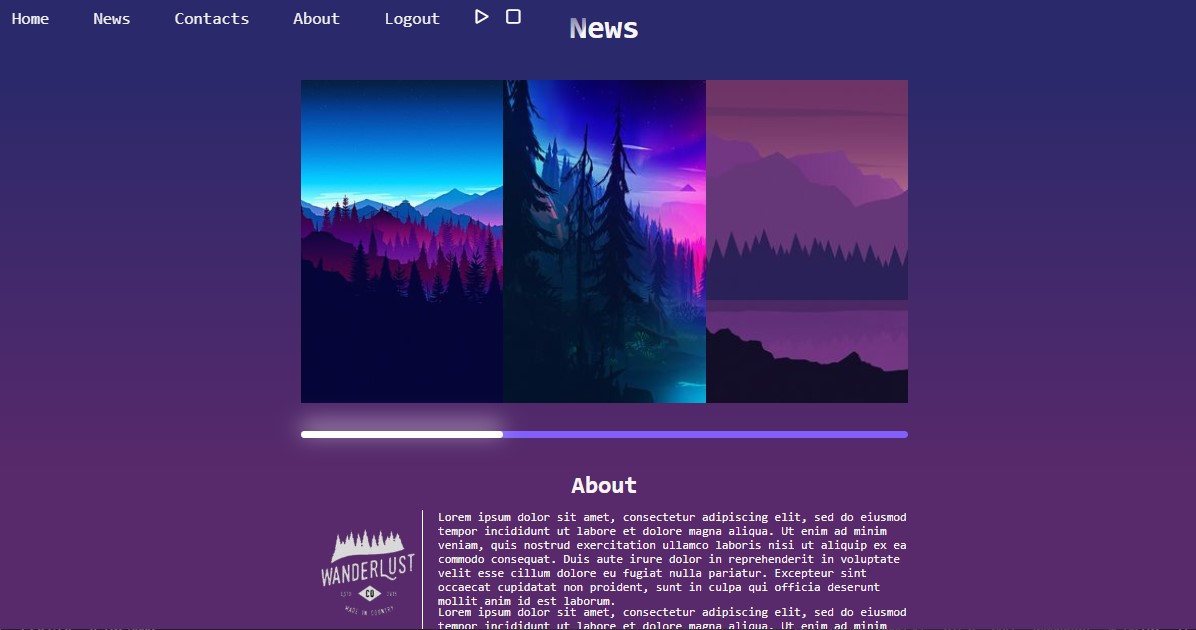 Home News Contacts About Logout
News
About
Lorem ipsum dolor sit amet, consectetur adipiscing elit, sed do eiusmod
tempor incididunt ut labore et dolore magna aliqua. Ut enim ad minim
veniam, quis nostrud exercitation ullamco laboris nisi ut aliquip ex ea
commodo consequat. Duis aute irure dolor in reprehenderit in voluptate
velit esse cillum dolore eu fugiat nulla pariatur. Excepteur sint
occaecat cupidatat non proident, sunt in culpa qui officia deserunt
mollit anim id est laborum.
Lorem ipsum dolor sit amet, consectetur adipiscing elit, sed do eiusmod
tempor incididunt ut labore et dolore magna aliqua. Ut enim ad minim
WANDERLUST
ESTD CO
MADE IN COUNTRY